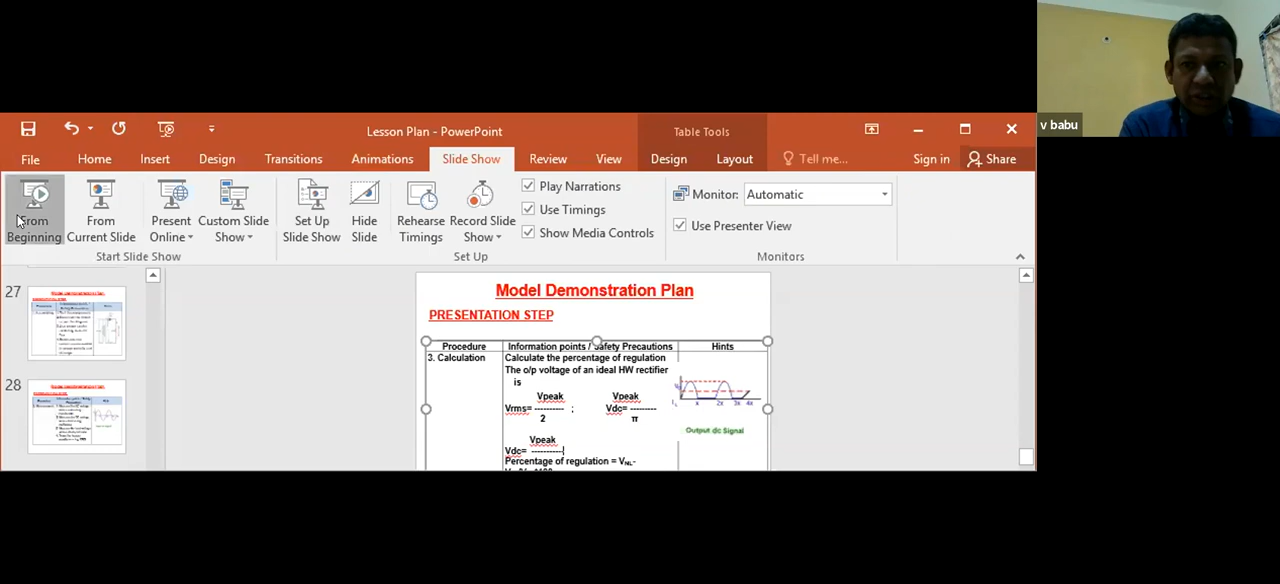 v babu
Lesson Plan - PowerPoint
Table Tools
File
Home
Insert
Design
Transitions
Animations
Slide Show
Review
View
Design
Layout
Tell me...
Sign in
Share
From
Beginning
From
Current Slide
Present
Online
Custom Slide
Show
Set Up
Slide Show
Hide
Slide
Rehearse
Timings
Record Slide
Show
Play Narrations
Use Timings
Show Media Controls
Monitor: Automatic
Use Presenter View
Start Slide Show
Set Up
Monitors
27
28
Model Demonstration Plan
PRESENTATION STEP
Procedure Information points / Safety Precautions Hints
3. Calculation
Calculate the percentage of regulation
The o/p voltage of an ideal HW rectifier
is
Vpeak Vpeak
Vrms= ---------- ; Vdc= ---------
2 π
Vpeak
Vdc= -----------
Percentage of regulation = VNL-
Output dc Signal